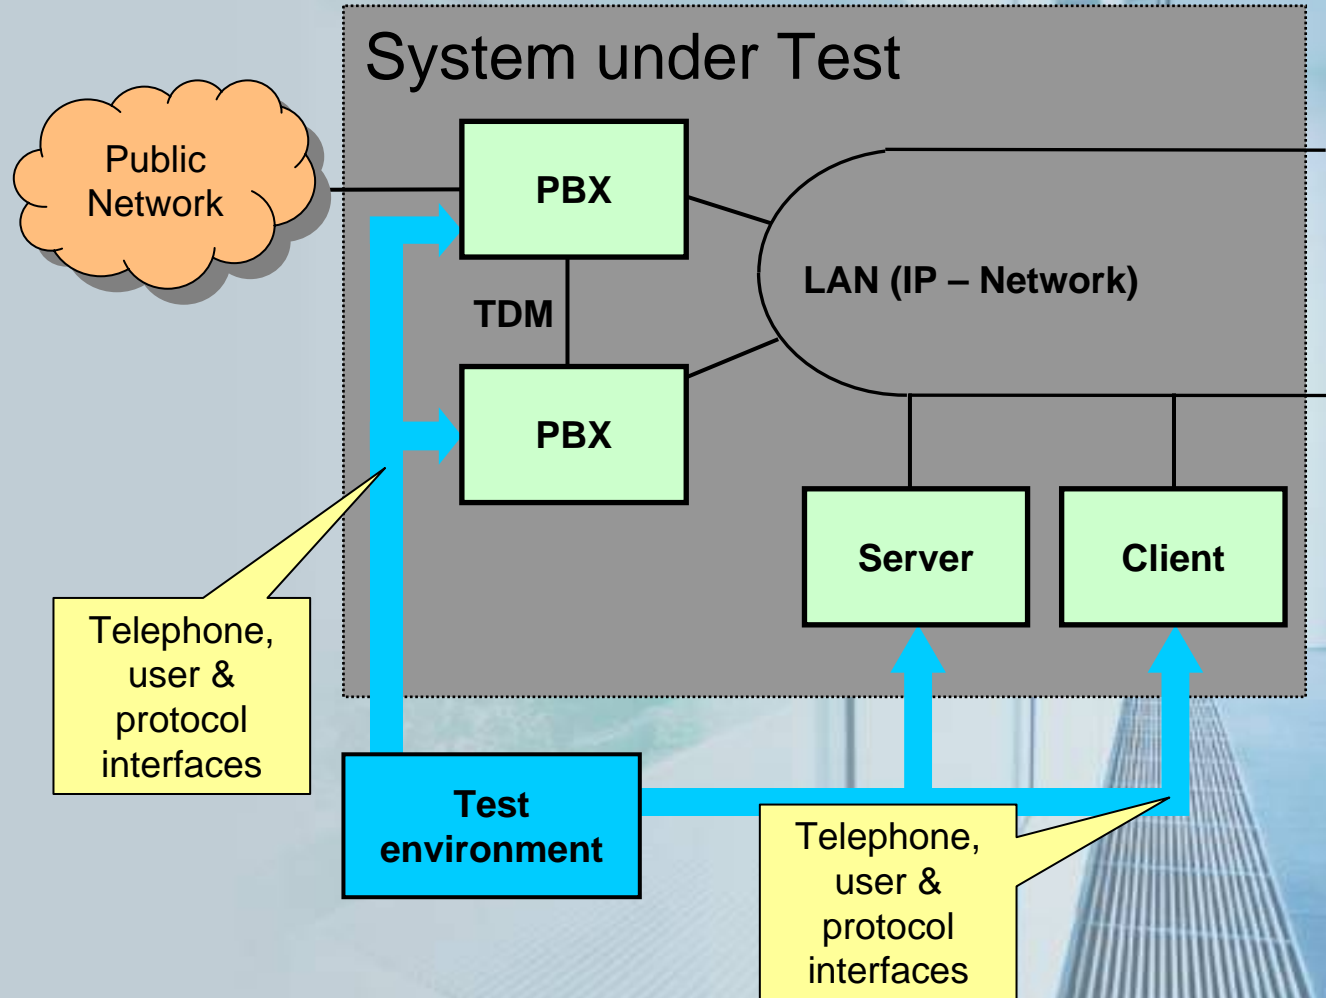 System under Test
Public
Network
PBX
LAN (IP – Network)
TDM
PBX
Server
Client
Telephone,
user &
protocol
interfaces
Test
environment
Telephone,
user &
protocol
interfaces